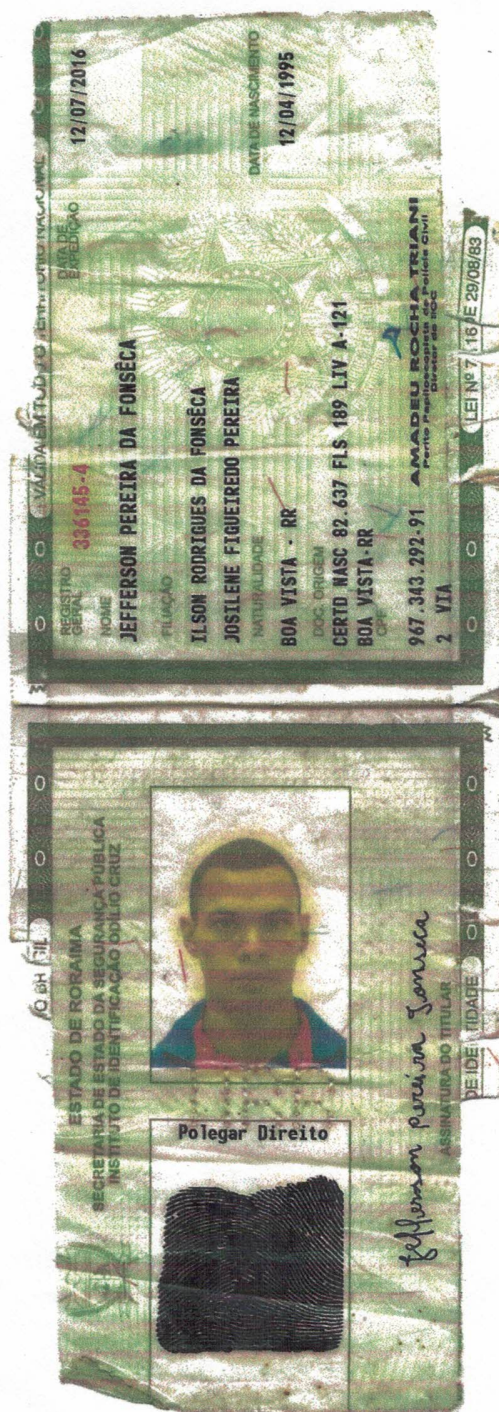 ESTADO DE RORAIMA
SECRETARIA DE ESTADO DA SEGURANÇA PÚBLICA
INSTITUTO DE IDENTIFICAÇÃO ODÍLIO CRUZ
Polegar Direito
Jefferson Pereira Fonseca
ASSINATURA DO TITULAR
DE IDENTIDADE
VÁLIDA EM TODO O TERRITÓRIO NACIONAL
REGISTRO GERAL 336145-4
DATA DE EXPEDIÇÃO 12/07/2016
NOME
JEFFERSON PEREIRA DA FONSÊCA
FILIAÇÃO
ILSON RODRIGUES DA FONSÊCA
JOSILENE FIGUEIREDO PEREIRA
NATURALIDADE
BOA VISTA - RR
DATA DE NASCIMENTO
12/04/1995
DOC. ORIGEM
CERTD NASC 82.637 FLS 189 LIV A-121
BOA VISTA-RR
CPF
967.343.292-91
2 VIA
AMADEU ROCHA TRIANI
Perito Papiloscopista de Polícia Civil
Diretor do IIOC
LEI Nº 7 16 E 29/08/83